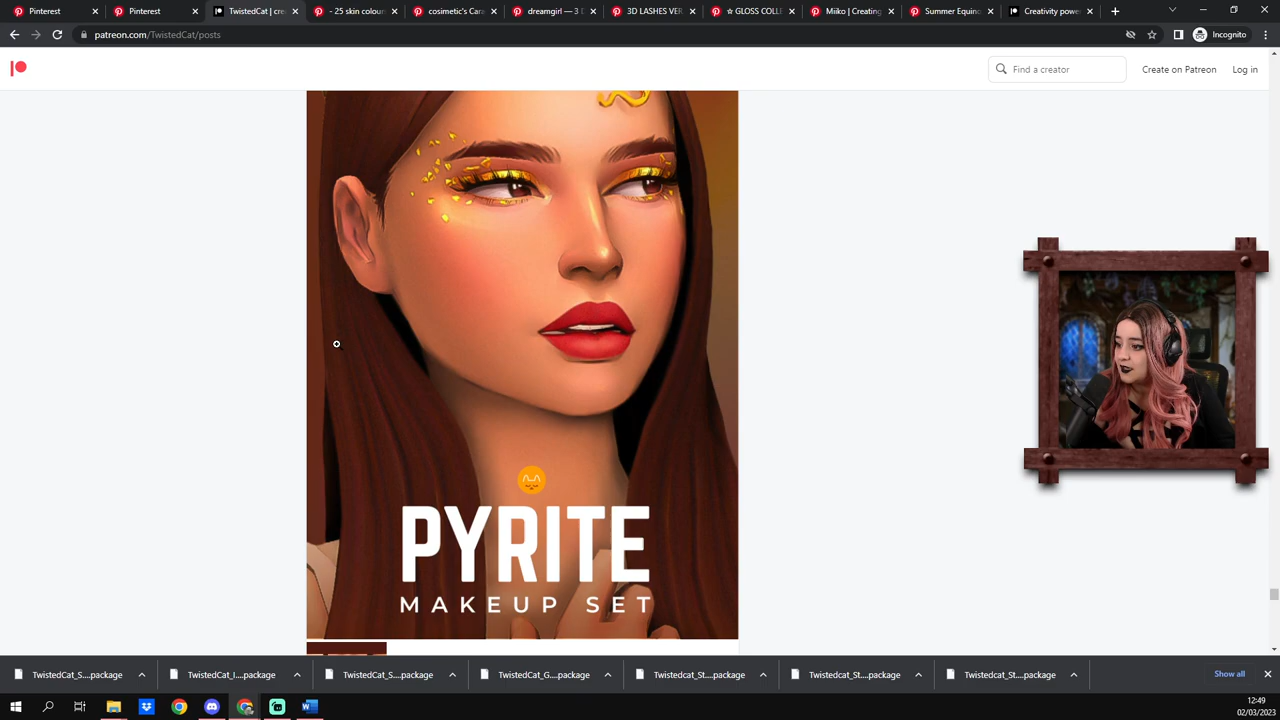 Pinterest
Pinterest
TwistedCat | cre
- 25 skin colour
cosimetic's Care
dreamgirl — 3 D
3D LASHES VER
☆ GLOSS COLL
Miiko | Creating
Summer Equino
Creativity power
patreon.com/TwistedCat/posts
Incognito
Find a creator
Create on Patreon
Log in
PYRITE
MAKEUP SET
TwistedCat_S....package
TwistedCat_I....package
TwistedCat_S....package
TwistedCat_G....package
TwistedCat_St....package
TwistedCat_St....package
TwistedCat_St....package
Show all
12:49
02/03/2023